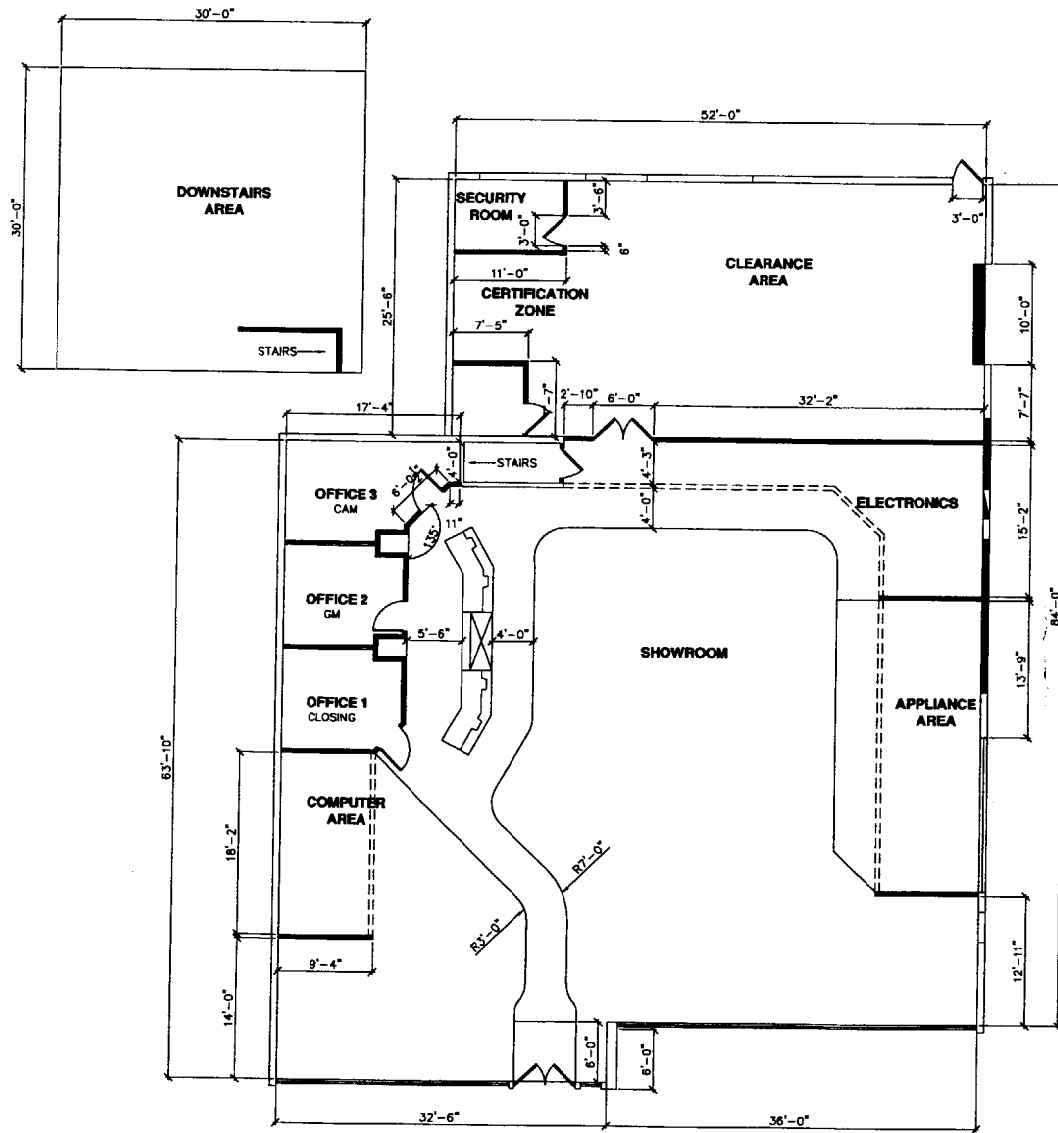 30'-0"
30'-0"
DOWNSTAIRS
AREA
STAIRS
52'-0"
SECURITY
ROOM
3'-6"
3'-0"
6"
3'-0"
11'-0"
CLEARANCE
AREA
CERTIFICATION
ZONE
25'-6"
7'-5"
10'-0"
17'-4"
2'-10"
6'-0"
32'-2"
7'-7"
STAIRS
4'-0"
4'-3"
OFFICE 3
CAM
ELECTRONICS
4'-0"
11"
15'-2"
OFFICE 2
GM
5'-6"
4'-0"
84'-0"
SHOWROOM
OFFICE 1
CLOSING
APPLIANCE
AREA
13'-9"
63'-10"
COMPUTER
AREA
18'-2"
R7'-0"
R3'-0"
9'-4"
12'-11"
14'-0"
6'-0"
6'-0"
32'-6"
36'-0"